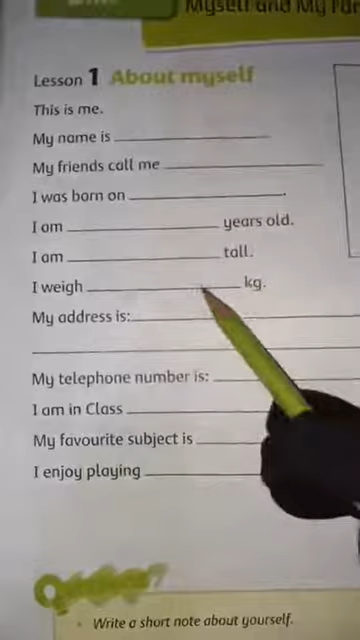 Myself and My
Lesson 1 About myself
This is me.
My name is
My friends call me
I was born on .
I am years old.
I am tall.
I weigh kg.
My address is:
My telephone number is:
I am in Class
My favourite subject is
I enjoy playing
Write a short note about yourself.